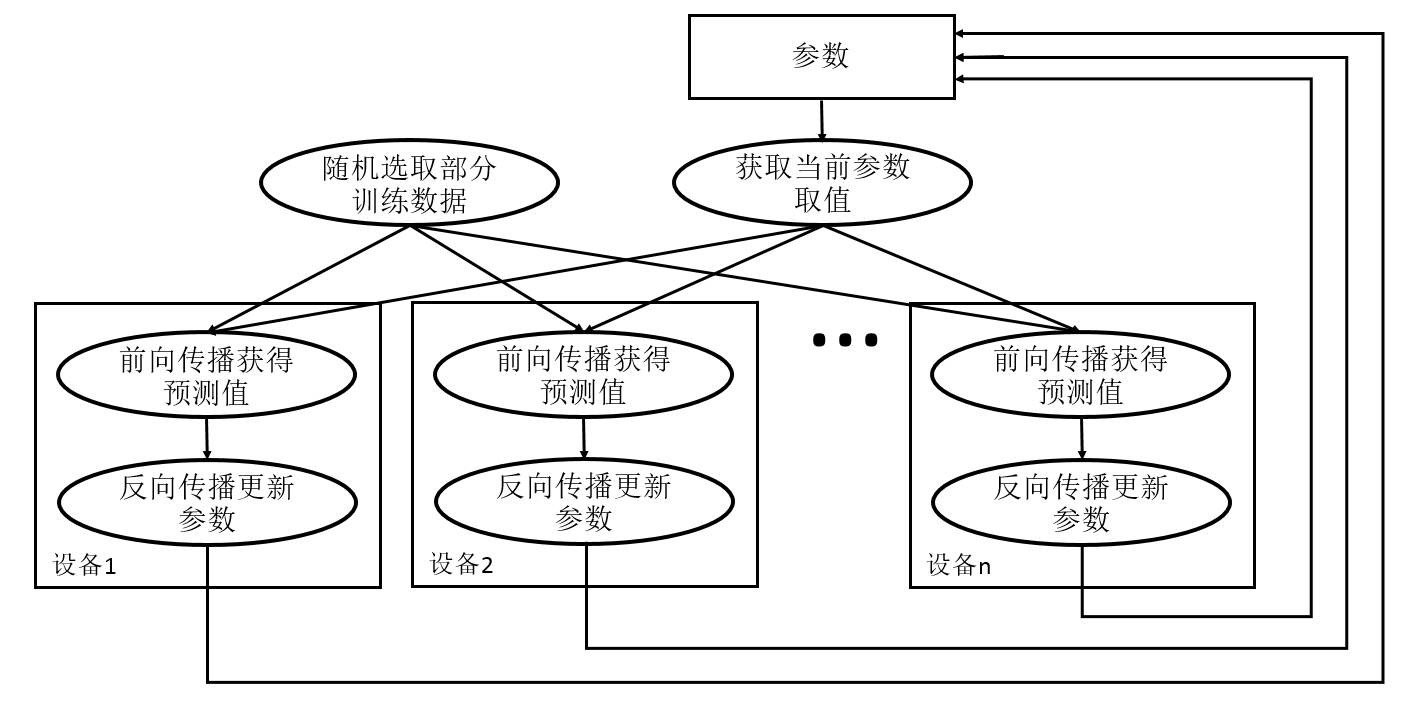 参数
随机选取部分
训练数据
获取当前参数
取值
前向传播获得
预测值
反向传播更新
参数
设备1
前向传播获得
预测值
反向传播更新
参数
设备2
前向传播获得
预测值
反向传播更新
参数
设备n